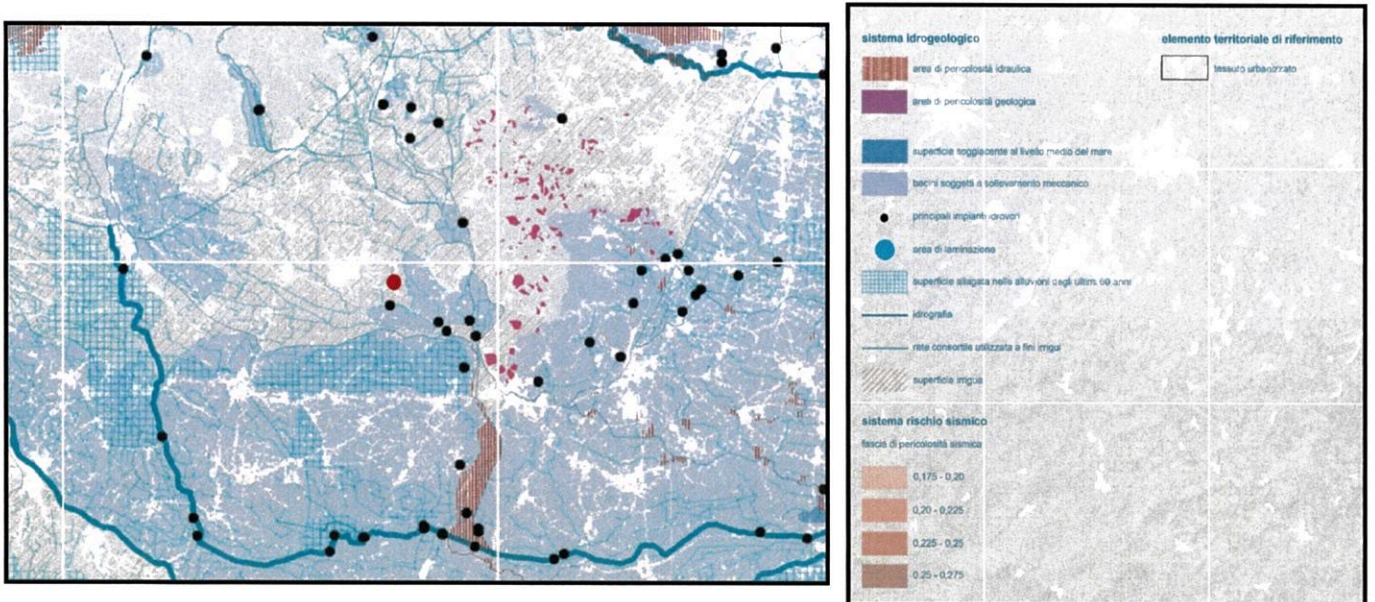 sistema idrogeologico
area di pericolosità idraulica
aree di pericolosità geologica
superficie soggiacente al livello medio del mare
bacini soggetti a sollevamento meccanico
principali impianti idrovori
area di laminazione
superficie allagata nelle alluvioni degli ultimi 60 anni
idrografia
rete consortile utilizzata a fini irrigui
superficie irrigua
sistema rischio sismico
fascia di pericolosità sismica
0,175 - 0,20
0,20 - 0,225
0,225 - 0,25
0,25 - 0,275
elemento territoriale di riferimento
tessuto urbanizzato